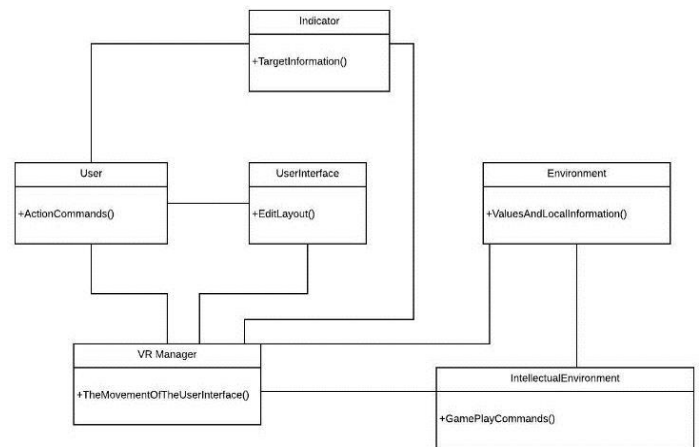 Indicator
+TargetInformation()
User
+ActionCommands()
UserInterface
+EditLayout()
Environment
+ValuesAndLocalInformation()
VR Manager
+TheMovementOfTheUserInterface()
IntellectualEnvironment
+GamePlayCommands()